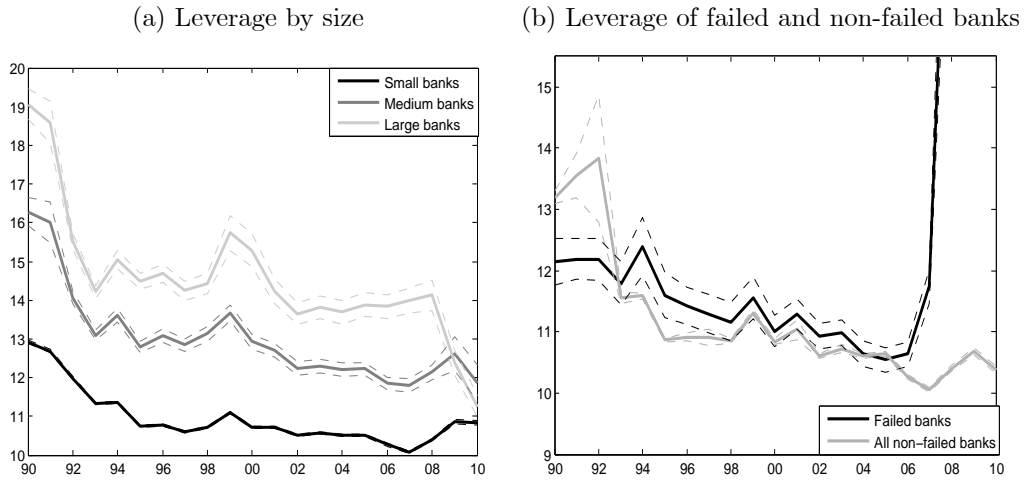 (a) Leverage by size
20
19
18
17
16
15
14
13
12
11
10
90 92 94 96 98 00 02 04 06 08 10
Small banks
Medium banks
Large banks
(b) Leverage of failed and non-failed banks
15
14
13
12
11
10
9
90 92 94 96 98 00 02 04 06 08 10
Failed banks
All non−failed banks